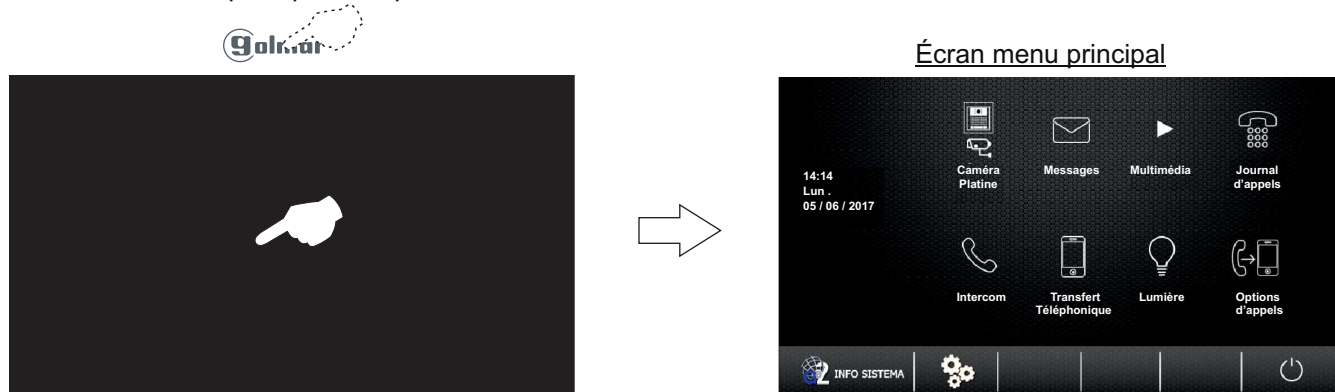 golmar
Écran menu principal
14:14
Lun .
05 / 06 / 2017
Caméra
Platine
Messages
Multimédia
Journal
d'appels
Intercom
Transfert
Téléphonique
Lumière
Options
d'appels
INFO SISTEMA